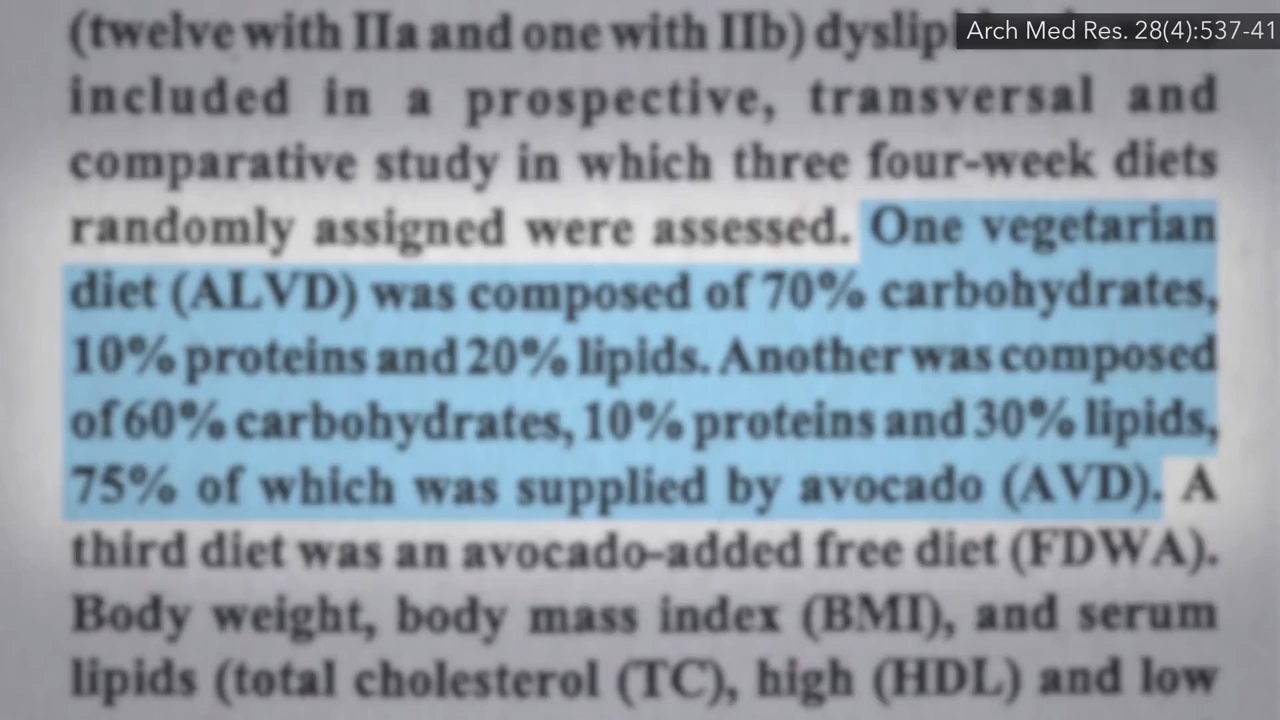 (twelve with IIa and one with IIb)
Arch Med Res. 28(4):537-41
included in a prospective, transversal and
comparative study in which three four-week diets
randomly assigned were assessed. One vegetarian
diet (ALVD) was composed of 70% carbohydrates,
10% proteins and 20% lipids. Another was composed
of 60% carbohydrates, 10% proteins and 30% lipids,
75% of which was supplied by avocado (AVD). A
third diet was an avocado-added free diet (FDWA).
Body weight, body mass index (BMI), and serum
lipids (total cholesterol (TC), high (HDL) and low